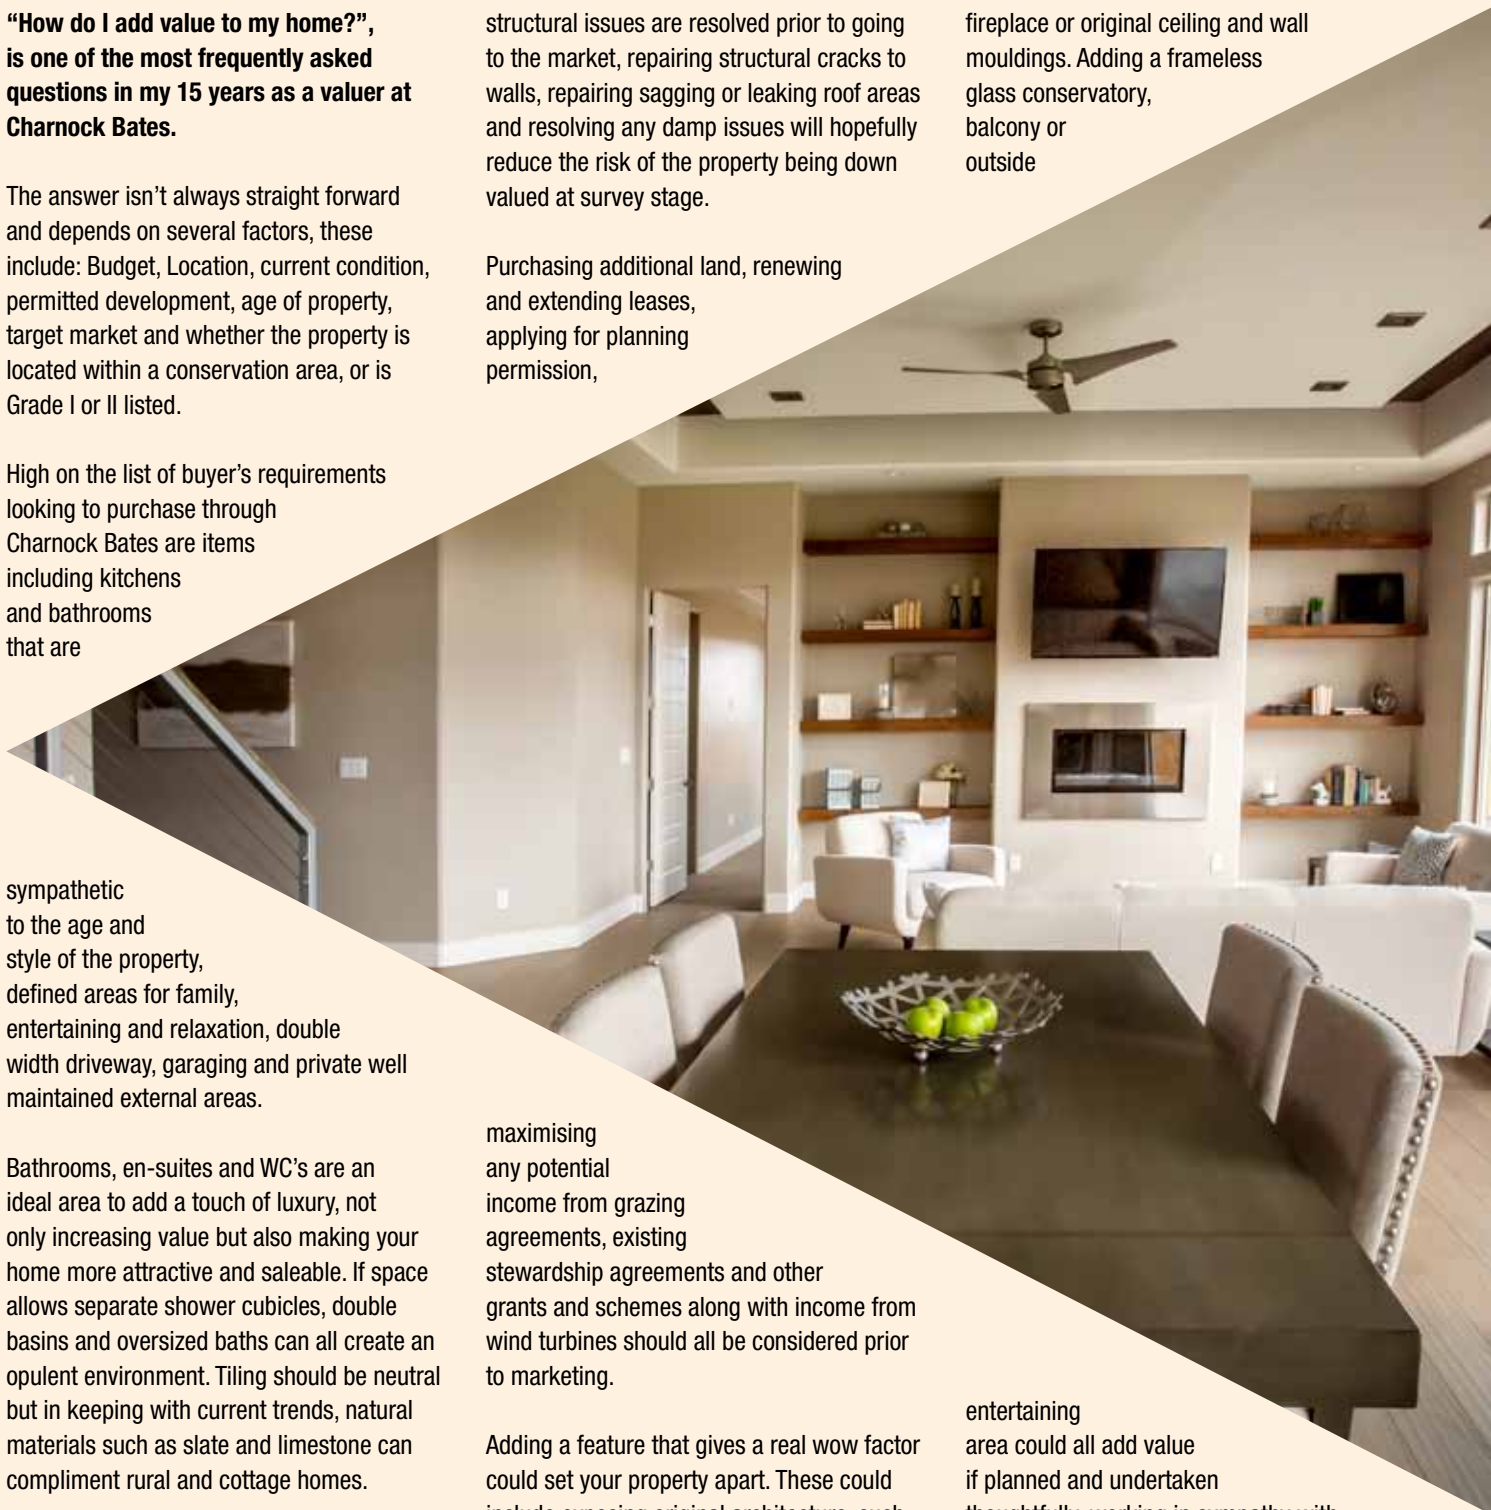 “How do I add value to my home?”,
is one of the most frequently asked
questions in my 15 years as a valuer at
Charnock Bates.
The answer isn’t always straight forward
and depends on several factors, these
include: Budget, Location, current condition,
permitted development, age of property,
target market and whether the property is
located within a conservation area, or is
Grade I or II listed.
High on the list of buyer’s requirements
looking to purchase through
Charnock Bates are items
including kitchens
and bathrooms
that are
sympathetic
to the age and
style of the property,
defined areas for family,
entertaining and relaxation, double
width driveway, garaging and private well
maintained external areas.
Bathrooms, en-suites and WC’s are an
ideal area to add a touch of luxury, not
only increasing value but also making your
home more attractive and saleable. If space
allows separate shower cubicles, double
basins and oversized baths can all create an
opulent environment. Tiling should be neutral
but in keeping with current trends, natural
materials such as slate and limestone can
compliment rural and cottage homes.
structural issues are resolved prior to going
to the market, repairing structural cracks to
walls, repairing sagging or leaking roof areas
and resolving any damp issues will hopefully
reduce the risk of the property being down
valued at survey stage.
Purchasing additional land, renewing
and extending leases,
applying for planning
permission,
maximising
any potential
income from grazing
agreements, existing
stewardship agreements and other
grants and schemes along with income from
wind turbines should all be considered prior
to marketing.
Adding a feature that gives a real wow factor
could set your property apart. These could
include exposing original architecture, such
fireplace or original ceiling and wall
mouldings. Adding a frameless
glass conservatory,
balcony or
outside
entertaining
area could all add value
if planned and undertaken
thoughtfully, working in sympathy with